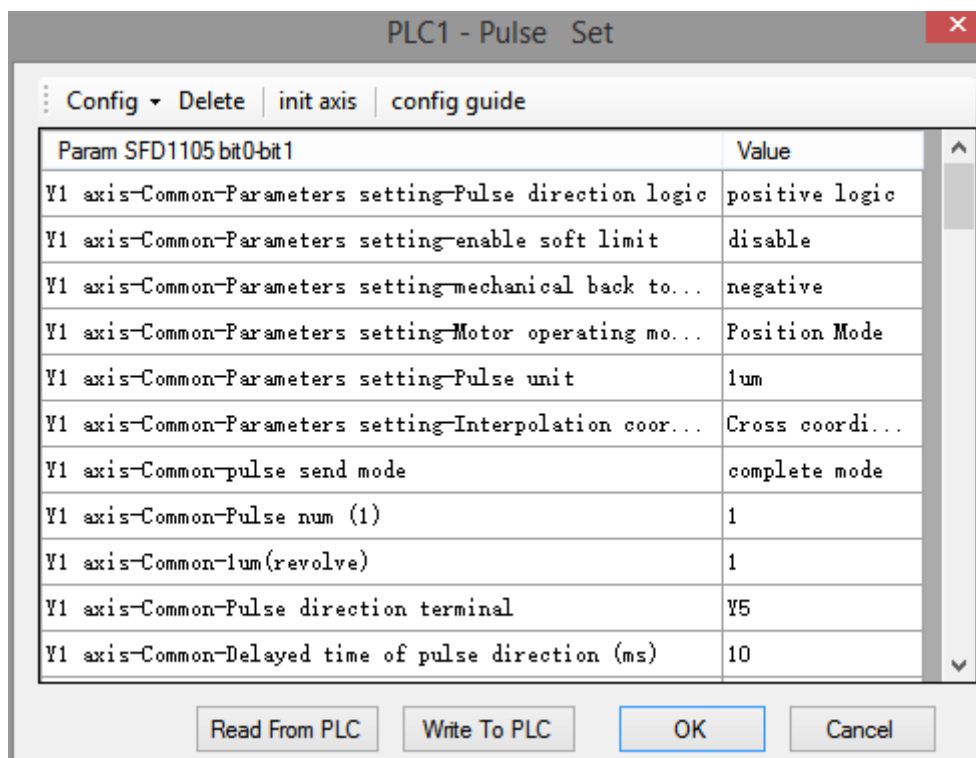 PLC1 - Pulse Set
Config Delete init axis config guide
Param SFD1105 bit0-bit1 Value
Y1 axis-Common-Parameters setting-Pulse direction logic positive logic
Y1 axis-Common-Parameters setting-enable soft limit disable
Y1 axis-Common-Parameters setting-mechanical back to... negative
Y1 axis-Common-Parameters setting-Motor operating mo... Position Mode
Y1 axis-Common-Parameters setting-Pulse unit 1um
Y1 axis-Common-Parameters setting-Interpolation coor... Cross coordi...
Y1 axis-Common-pulse send mode complete mode
Y1 axis-Common-Pulse num (1) 1
Y1 axis-Common-1um(revolve) 1
Y1 axis-Common-Pulse direction terminal Y5
Y1 axis-Common-Delayed time of pulse direction (ms) 10
Read From PLC Write To PLC OK Cancel